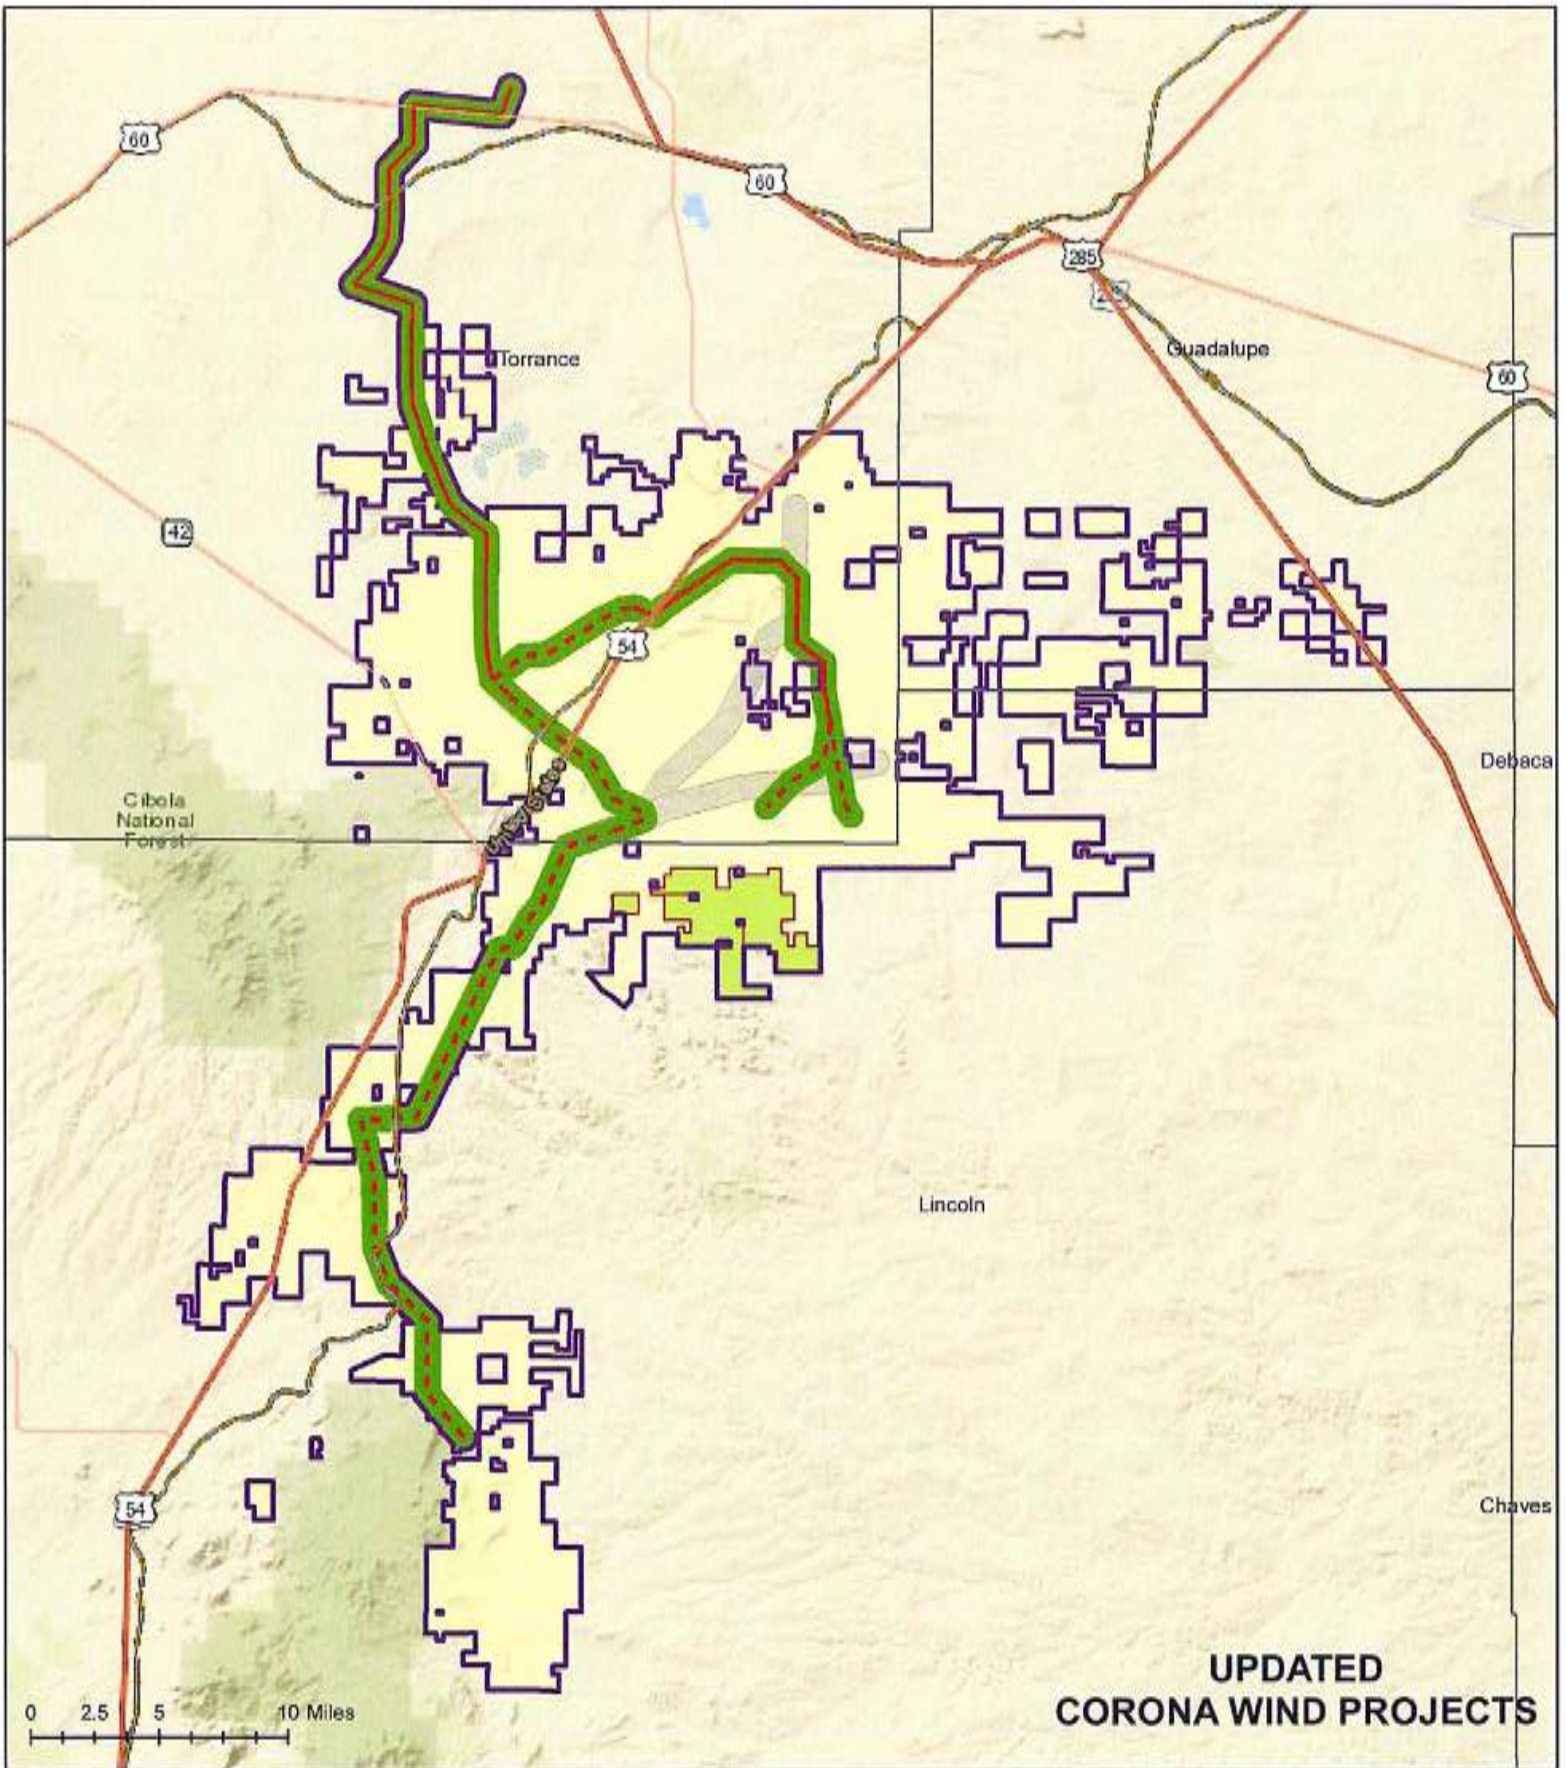 60
60
285
Torrance
Guadalupe
60
42
54
Debaca
Cibola
National
Forest
Lincoln
54
Chaves
UPDATED
CORONA WIND PROJECTS
0 2.5 5 10 Miles